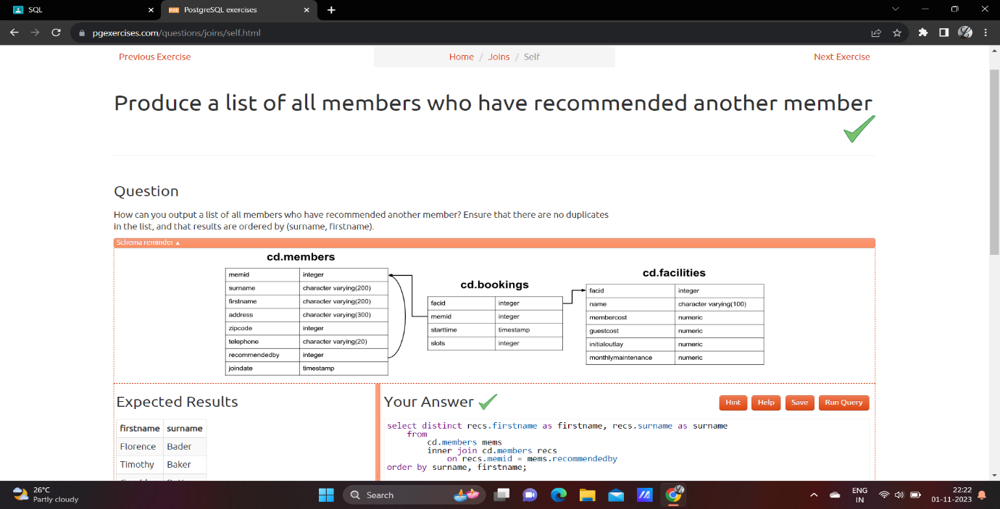 SQL
PGE PostgreSQL exercises
pgexercises.com/questions/joins/self.html
Previous Exercise
Home / Joins / Self
Next Exercise
Produce a list of all members who have recommended another member
Question
How can you output a list of all members who have recommended another member? Ensure that there are no duplicates
in the list, and that results are ordered by (surname, firstname).
Schema reminder ▲
cd.members
memid integer
surname character varying(200)
firstname character varying(200)
address character varying(300)
zipcode integer
telephone character varying(20)
recommendedby integer
joindate timestamp
cd.bookings
facid integer
memid integer
starttime timestamp
slots integer
cd.facilities
facid integer
name character varying(100)
membercost numeric
guestcost numeric
initialoutlay numeric
monthlymaintenance numeric
Expected Results
firstname surname
Florence Bader
Timothy Baker
Your Answer
Hint Help Save Run Query
select distinct recs.firstname as firstname, recs.surname as surname
from
cd.members mems
inner join cd.members recs
on recs.memid = mems.recommendedby
order by surname, firstname;
26°C
Partly cloudy
Search
ENG
IN
22:22
01-11-2023